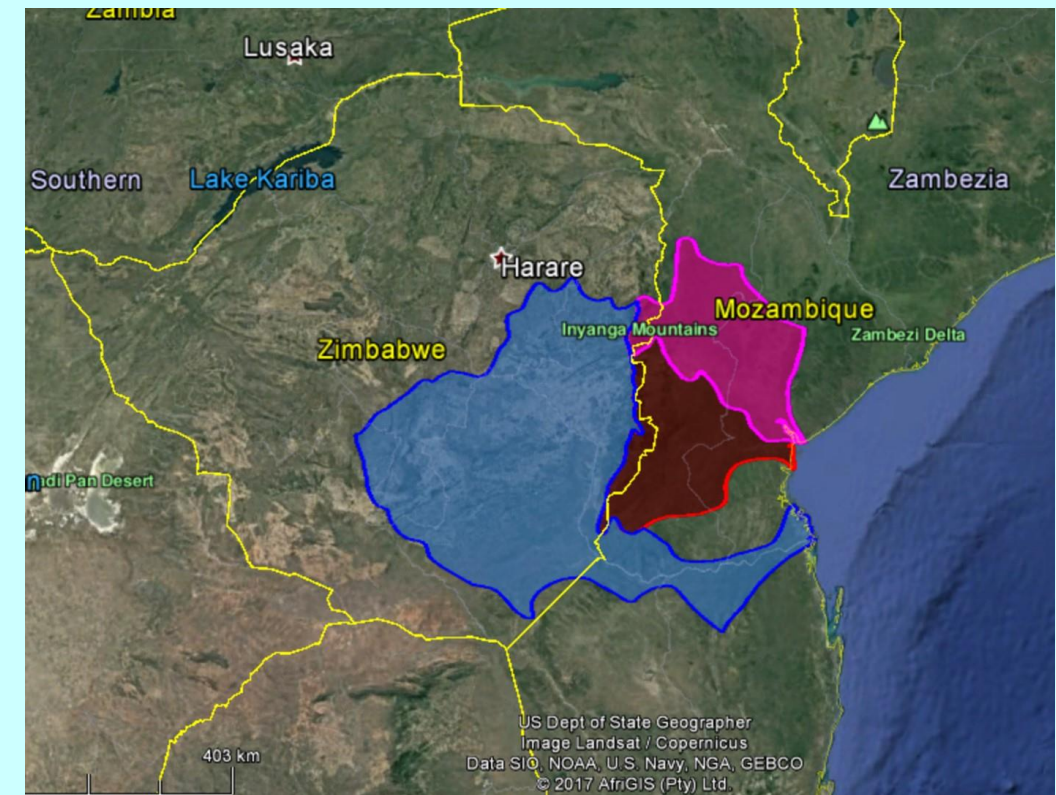 Zambia
Lusaka
Southern
Lake Kariba
Zambezia
Harare
Mozambique
Inyanga Mountains
Zambezi Delta
Zimbabwe
ndi Pan Desert
403 km
US Dept of State Geographer
Image Landsat / Copernicus
Data SIO, NOAA, U.S. Navy, NGA, GEBCO
© 2017 AfriGIS (Pty) Ltd.